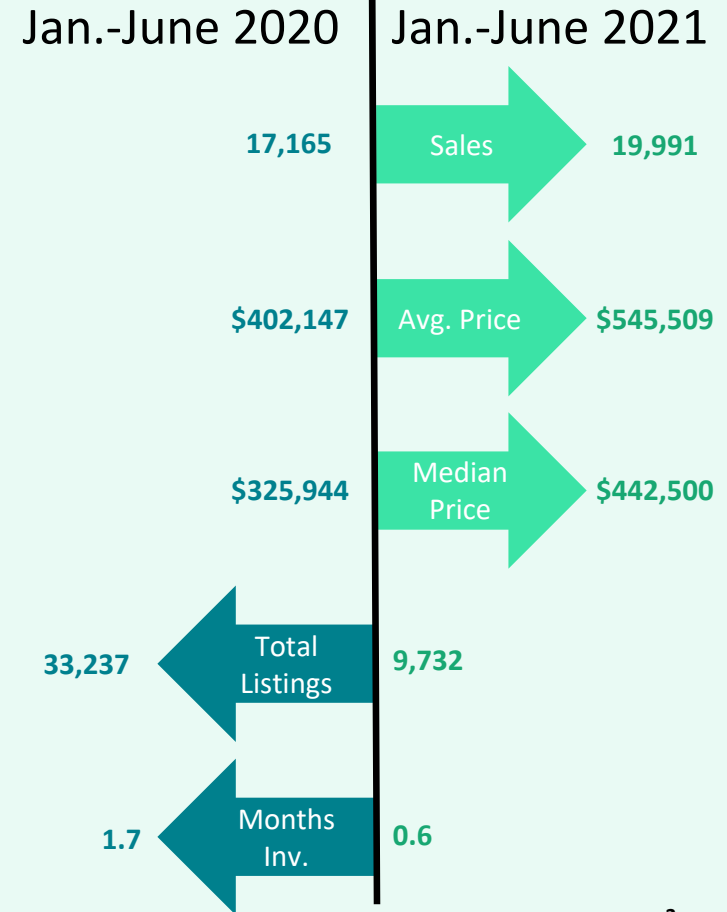 Jan.-June 2020 Jan.-June 2021
17,165 Sales 19,991
$402,147 Avg. Price $545,509
$325,944 Median Price $442,500
33,237 Total Listings 9,732
1.7 Months Inv. 0.6